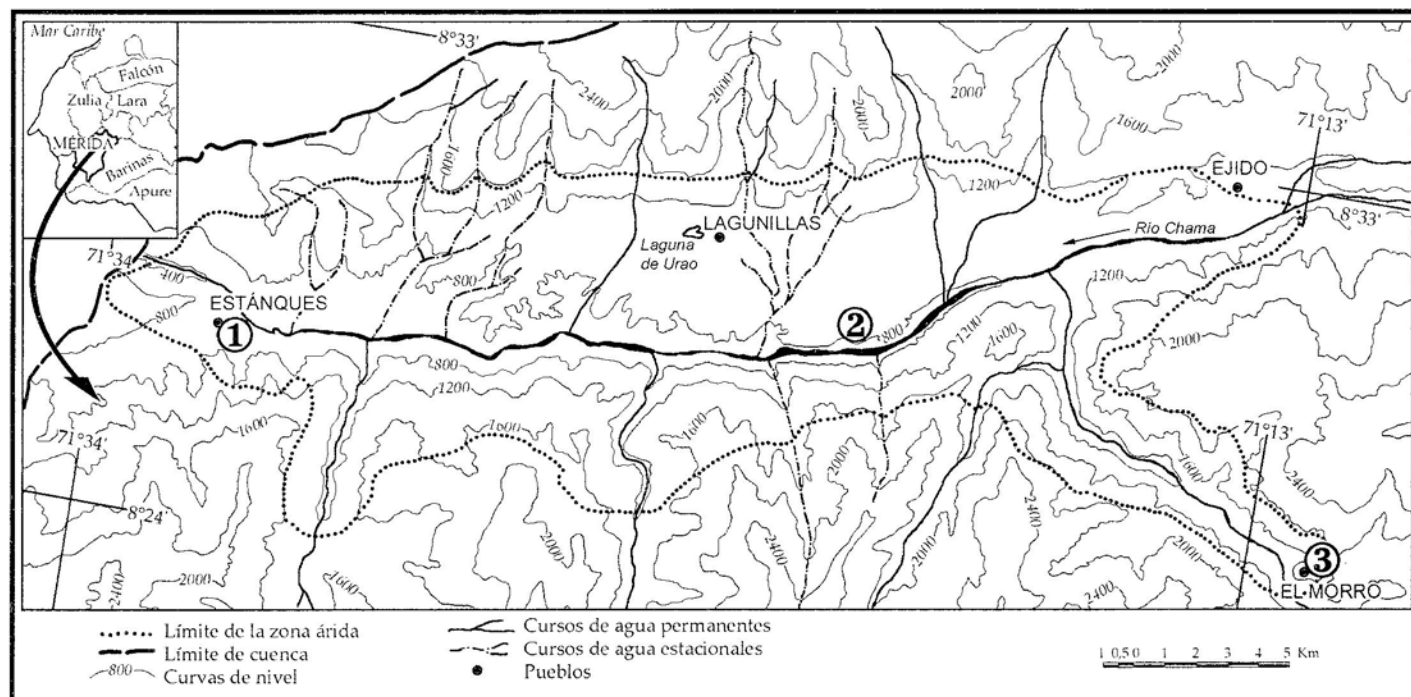 Mar Caribe
Falcón
Zulia
Lara
MÉRIDA
Barinas
Apure
8°33'
2400
2000
2000
2000
2000
1600
71°13'
1600
1200
EJIDO
1200
8°33'
LAGUNILLAS
Laguna
de Urao
Río Chama
71°34'
400
800
800
1200
ESTÁNQUES
800
1
2
800
1200
1600
2000
800
1200
1600
1600
2000
71°34'
71°13'
1600
2400
8°24'
2400
2000
2400
2000
2400
2000
1600
2000
2400
3
EL MORRO
Límite de la zona árida
Límite de cuenca
800 Curvas de nivel
Cursos de agua permanentes
Cursos de agua estacionales
Pueblos
1 0,5 0 1 2 3 4 5 Km